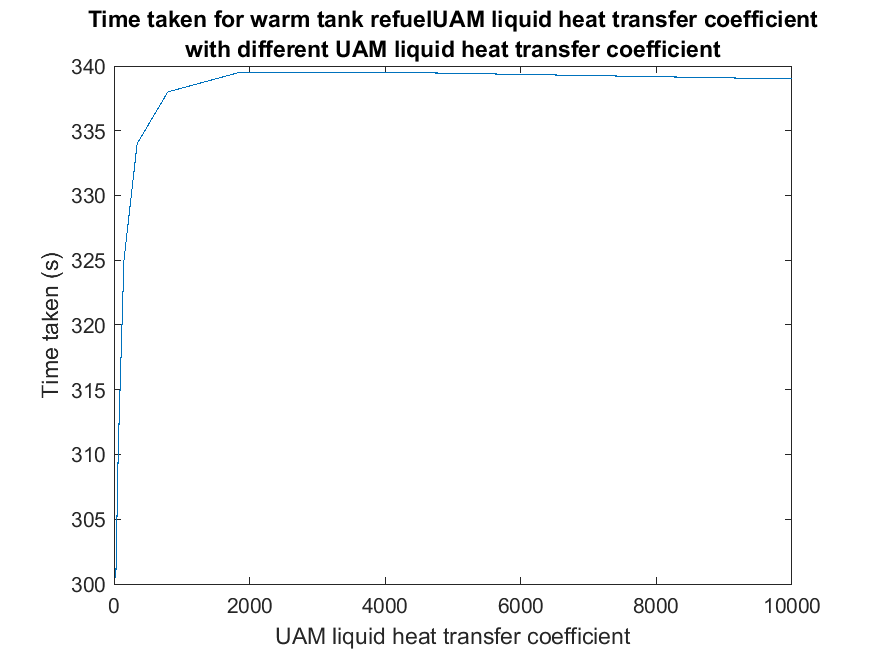 Time taken for warm tank refuelUAM liquid heat transfer coefficient
with different UAM liquid heat transfer coefficient
340
335
330
325
320
315
310
305
300
Time taken (s)
0 2000 4000 6000 8000 10000
UAM liquid heat transfer coefficient